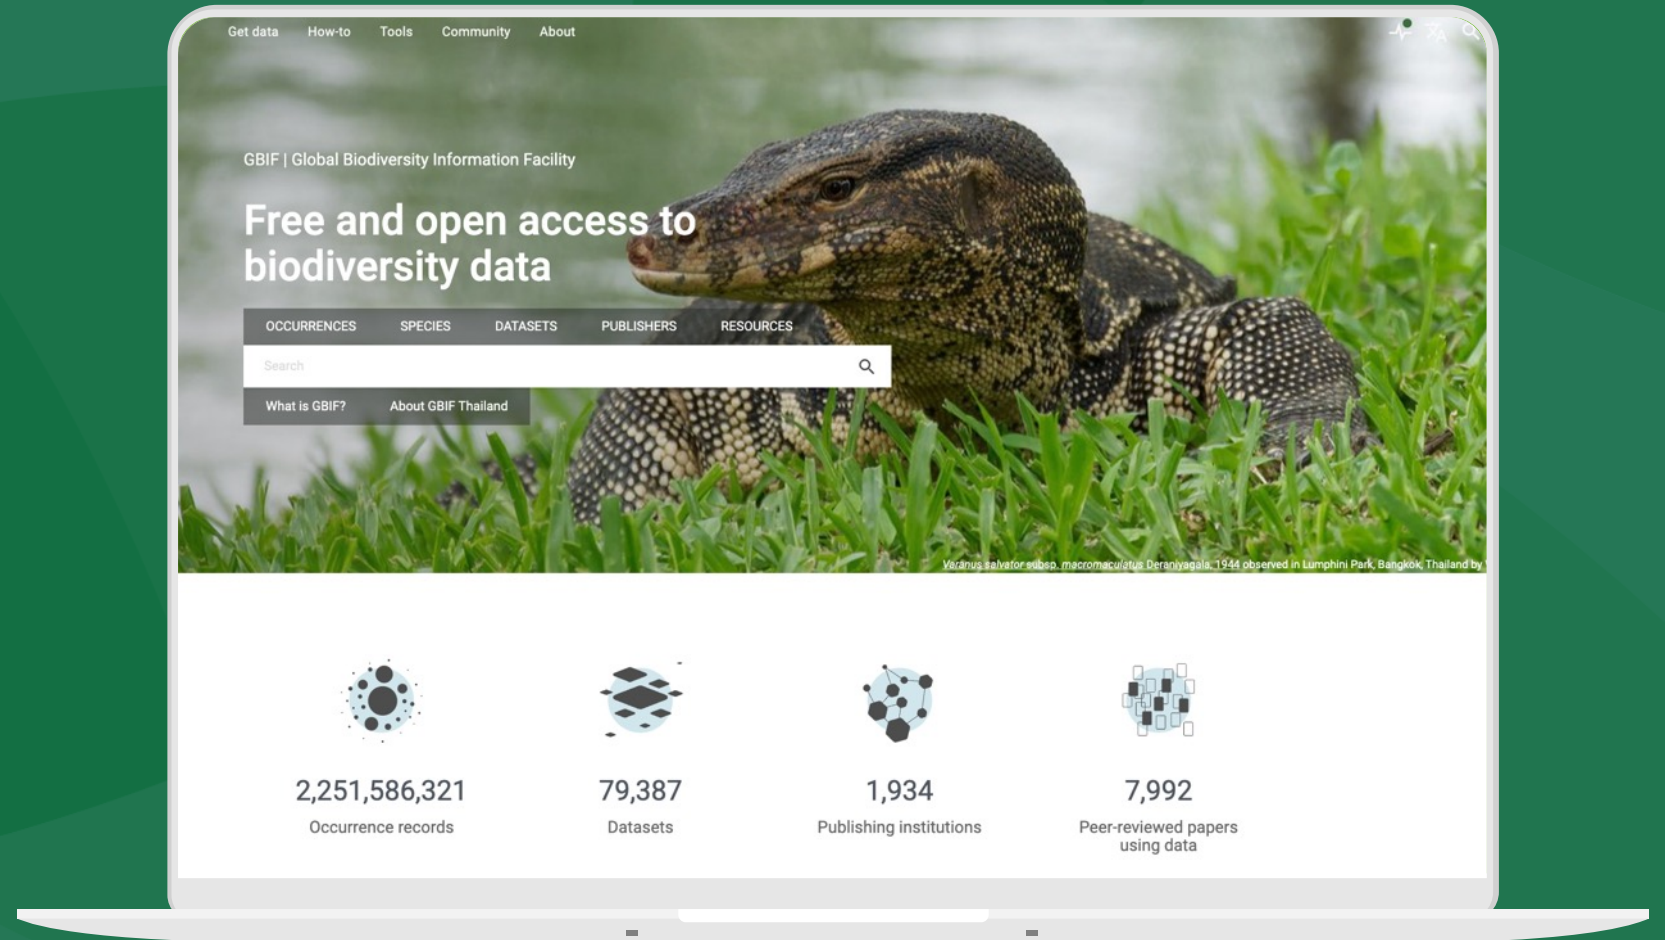 Get data How-to Tools Community About
GBIF | Global Biodiversity Information Facility
Free and open access to
biodiversity data
OCCURRENCES SPECIES DATASETS PUBLISHERS RESOURCES
Search
What is GBIF? About GBIF Thailand
Varanus salvator subsp. macromaculatus Deraniyagala, 1944 observed in Lumphini Park, Bangkok, Thailand by
2,251,586,321 79,387 1,934 7,992
Occurrence records Datasets Publishing institutions Peer-reviewed papers
using data